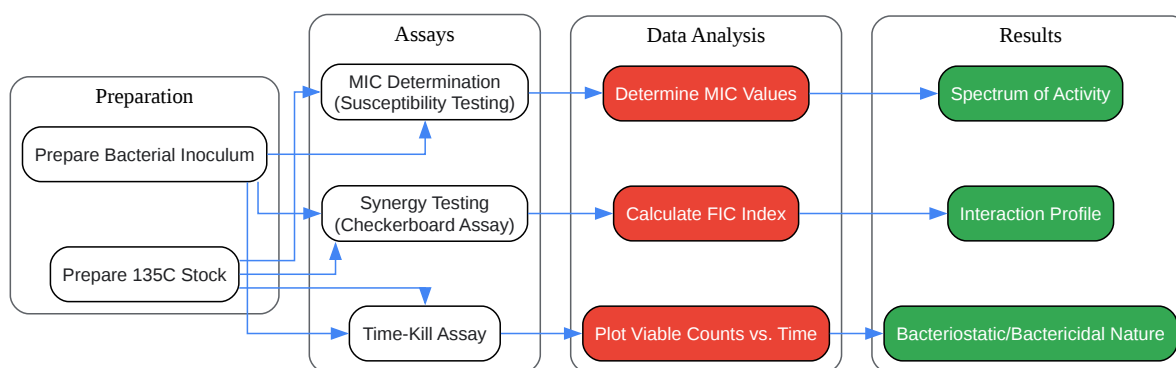 Preparation
Prepare Bacterial Inoculum
Prepare 135C Stock
Assays
MIC Determination
(Susceptibility Testing)
Synergy Testing
(Checkerboard Assay)
Time-Kill Assay
Data Analysis
Determine MIC Values
Calculate FIC Index
Plot Viable Counts vs. Time
Results
Spectrum of Activity
Interaction Profile
Bacteriostatic/Bactericidal Nature